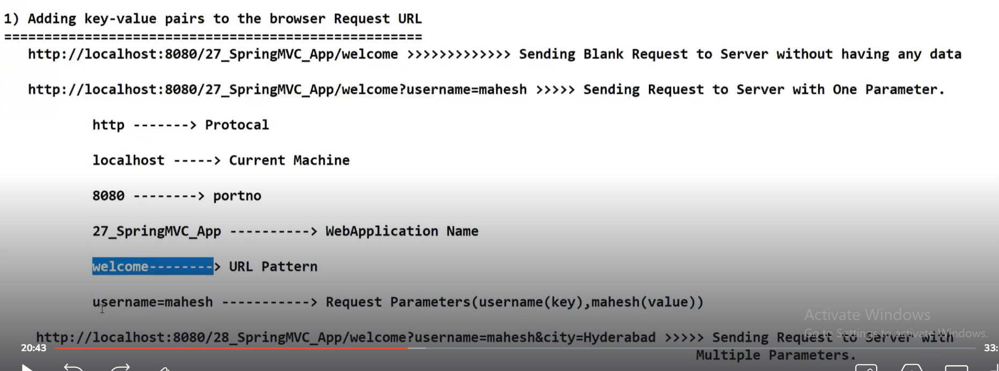 1) Adding key-value pairs to the browser Request URL
====================================================
http://localhost:8080/27_SpringMVC_App/welcome >>>>>>>>>>>>> Sending Blank Request to Server without having any data
http://localhost:8080/27_SpringMVC_App/welcome?username=mahesh >>>>> Sending Request to Server with One Parameter.
http -------> Protocal
localhost -----> Current Machine
8080 --------> portno
27_SpringMVC_App ----------> WebApplication Name
welcome--------> URL Pattern
username=mahesh -----------> Request Parameters(username(key),mahesh(value))
Activate Windows
Go to Settings to activate Windows.
http://localhost:8080/28_SpringMVC_App/welcome?username=mahesh&city=Hyderabad >>>>> Sending Request to Server with
Multiple Parameters.
20:43
33: